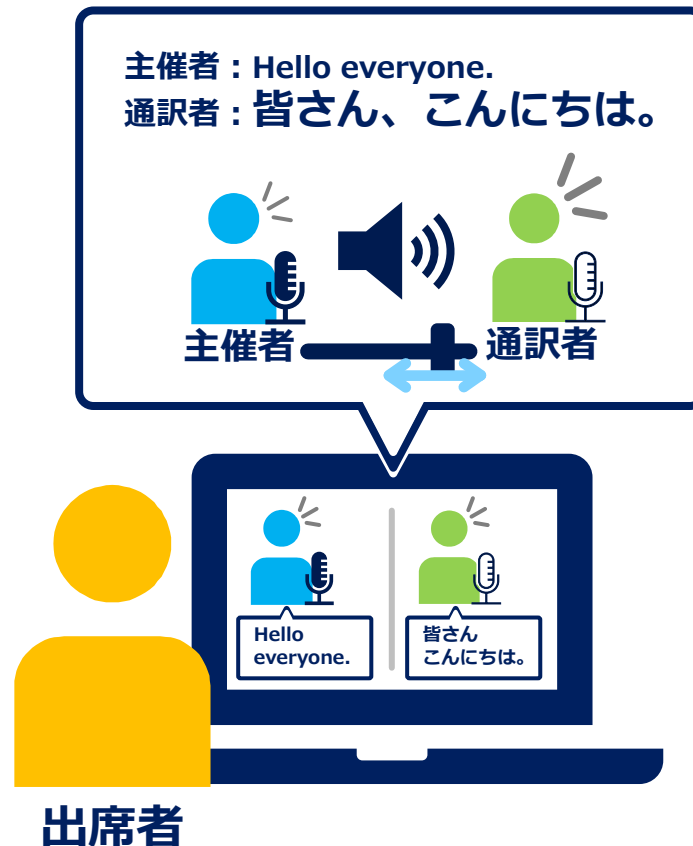 主催者：Hello everyone.
通訳者：皆さん、こんにちは。
主催者
通訳者
Hello
everyone.
皆さん
こんにちは。
出席者